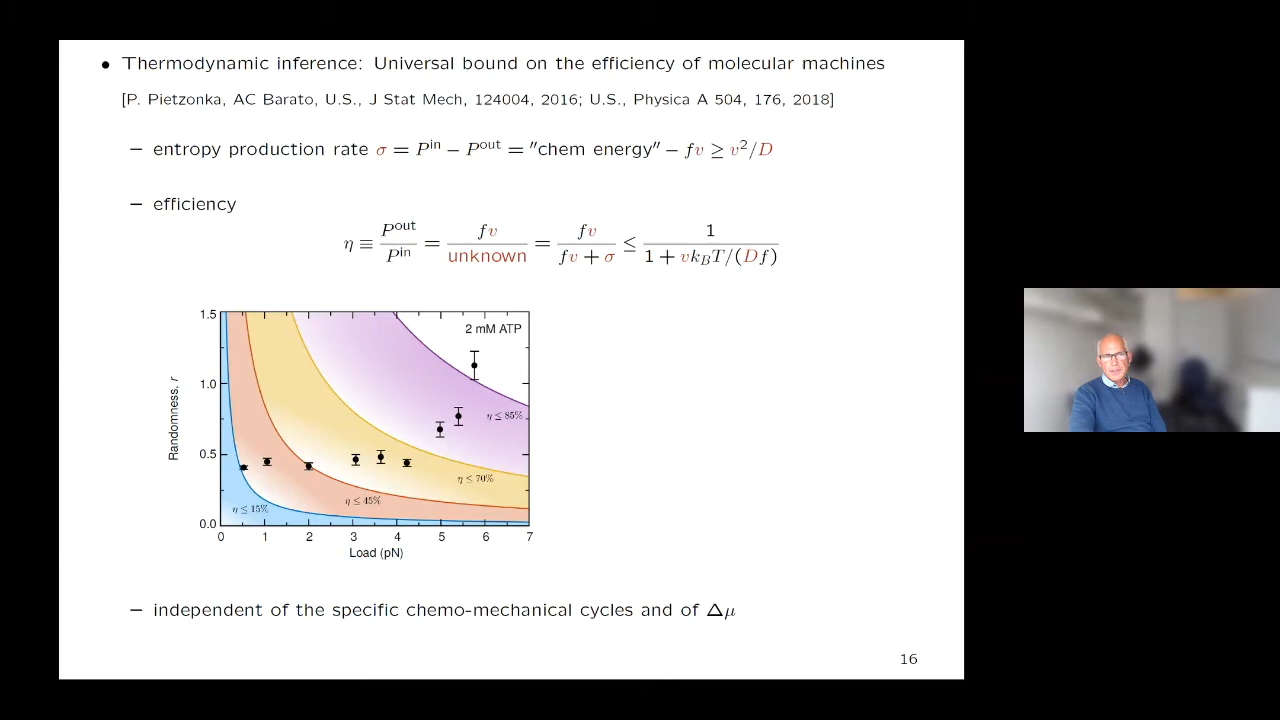 • Thermodynamic inference: Universal bound on the efficiency of molecular machines
[P. Pietzonka, AC Barato, U.S., J Stat Mech, 124004, 2016; U.S., Physica A 504, 176, 2018]
– entropy production rate σ = P^in − P^out = "chem energy" − fv ≥ v²/D
– efficiency
η ≡ P^out/P^in = fv/unknown = fv/(fv + σ) ≤ 1/(1 + vk_BT/(Df))
1.5
2 mM ATP
1.0
Randomness, r
η ≤ 85%
0.5
η ≤ 70%
η ≤ 45%
η ≤ 15%
0.0
0 1 2 3 4 5 6 7
Load (pN)
– independent of the specific chemo-mechanical cycles and of Δμ
16